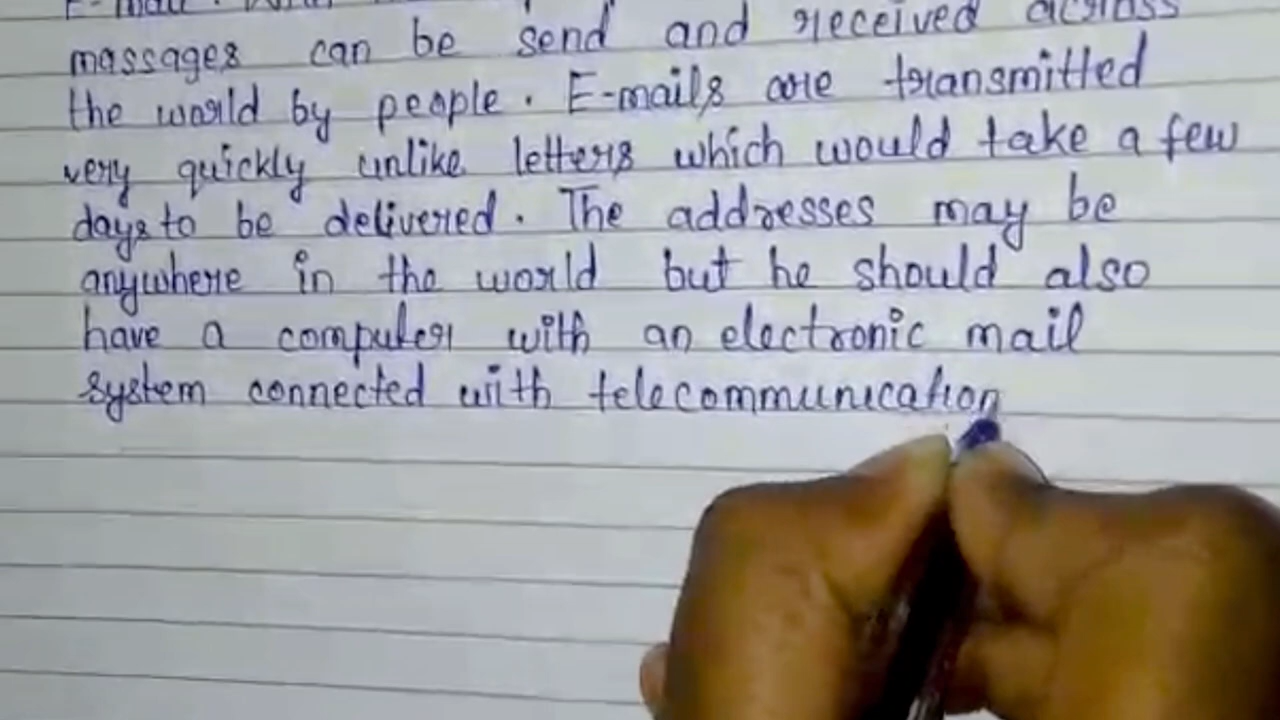 E-mail. With
massages can be send and received across
the world by people. E-mails are transmitted
very quickly unlike letters which would take a few
days to be delivered. The addresses may be
anywhere in the world but he should also
have a computer with an electronic mail
system connected with telecommunication